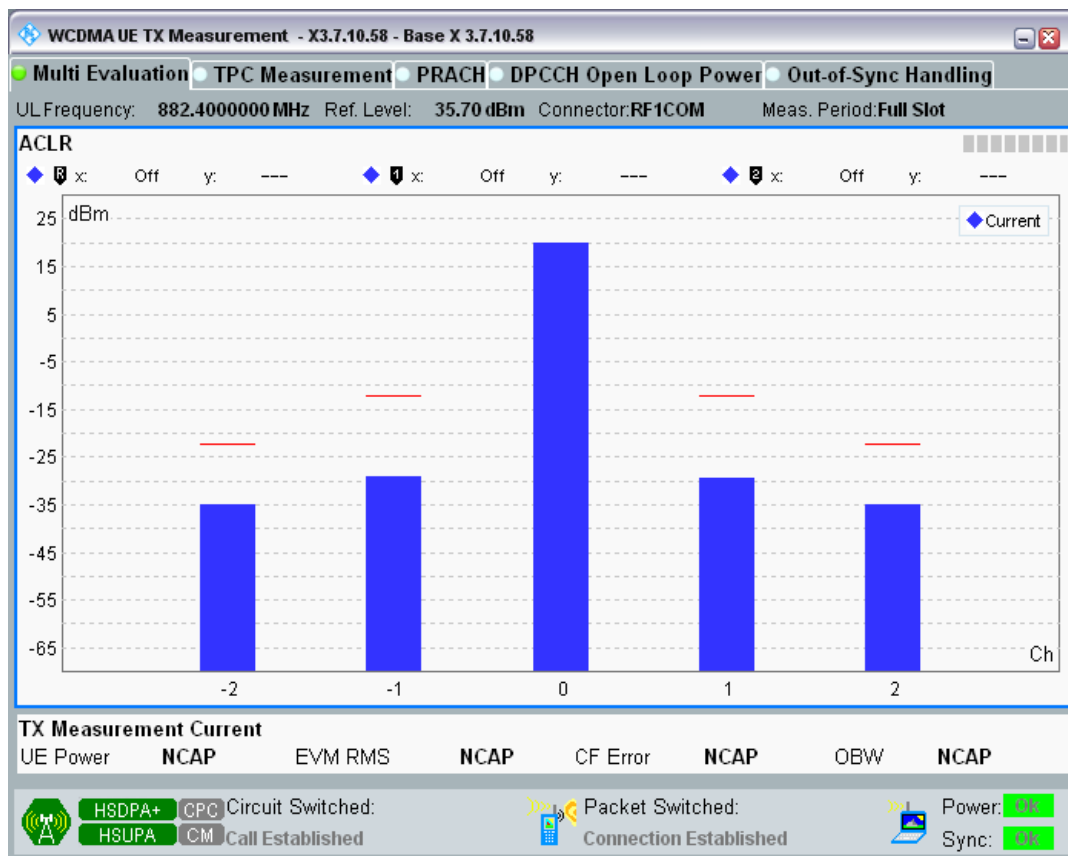 WCDMA UE TX Measurement - X3.7.10.58 - Base X 3.7.10.58
Multi Evaluation TPC Measurement PRACH DPCCH Open Loop Power Out-of-Sync Handling
UL Frequency: 882.4000000 MHz Ref. Level: 35.70 dBm Connector:RF1COM Meas. Period:Full Slot
ACLR
R x: Off y: --- 1 x: Off y: --- 2 x: Off y: ---
dBm
Current
25
15
5
-5
-15
-25
-35
-45
-55
-65
Ch
-2 -1 0 1 2
TX Measurement Current
UE Power NCAP EVM RMS NCAP CF Error NCAP OBW NCAP
HSDPA+ CPC Circuit Switched: Packet Switched: Power: OK
HSUPA CM Call Established Connection Established Sync: OK